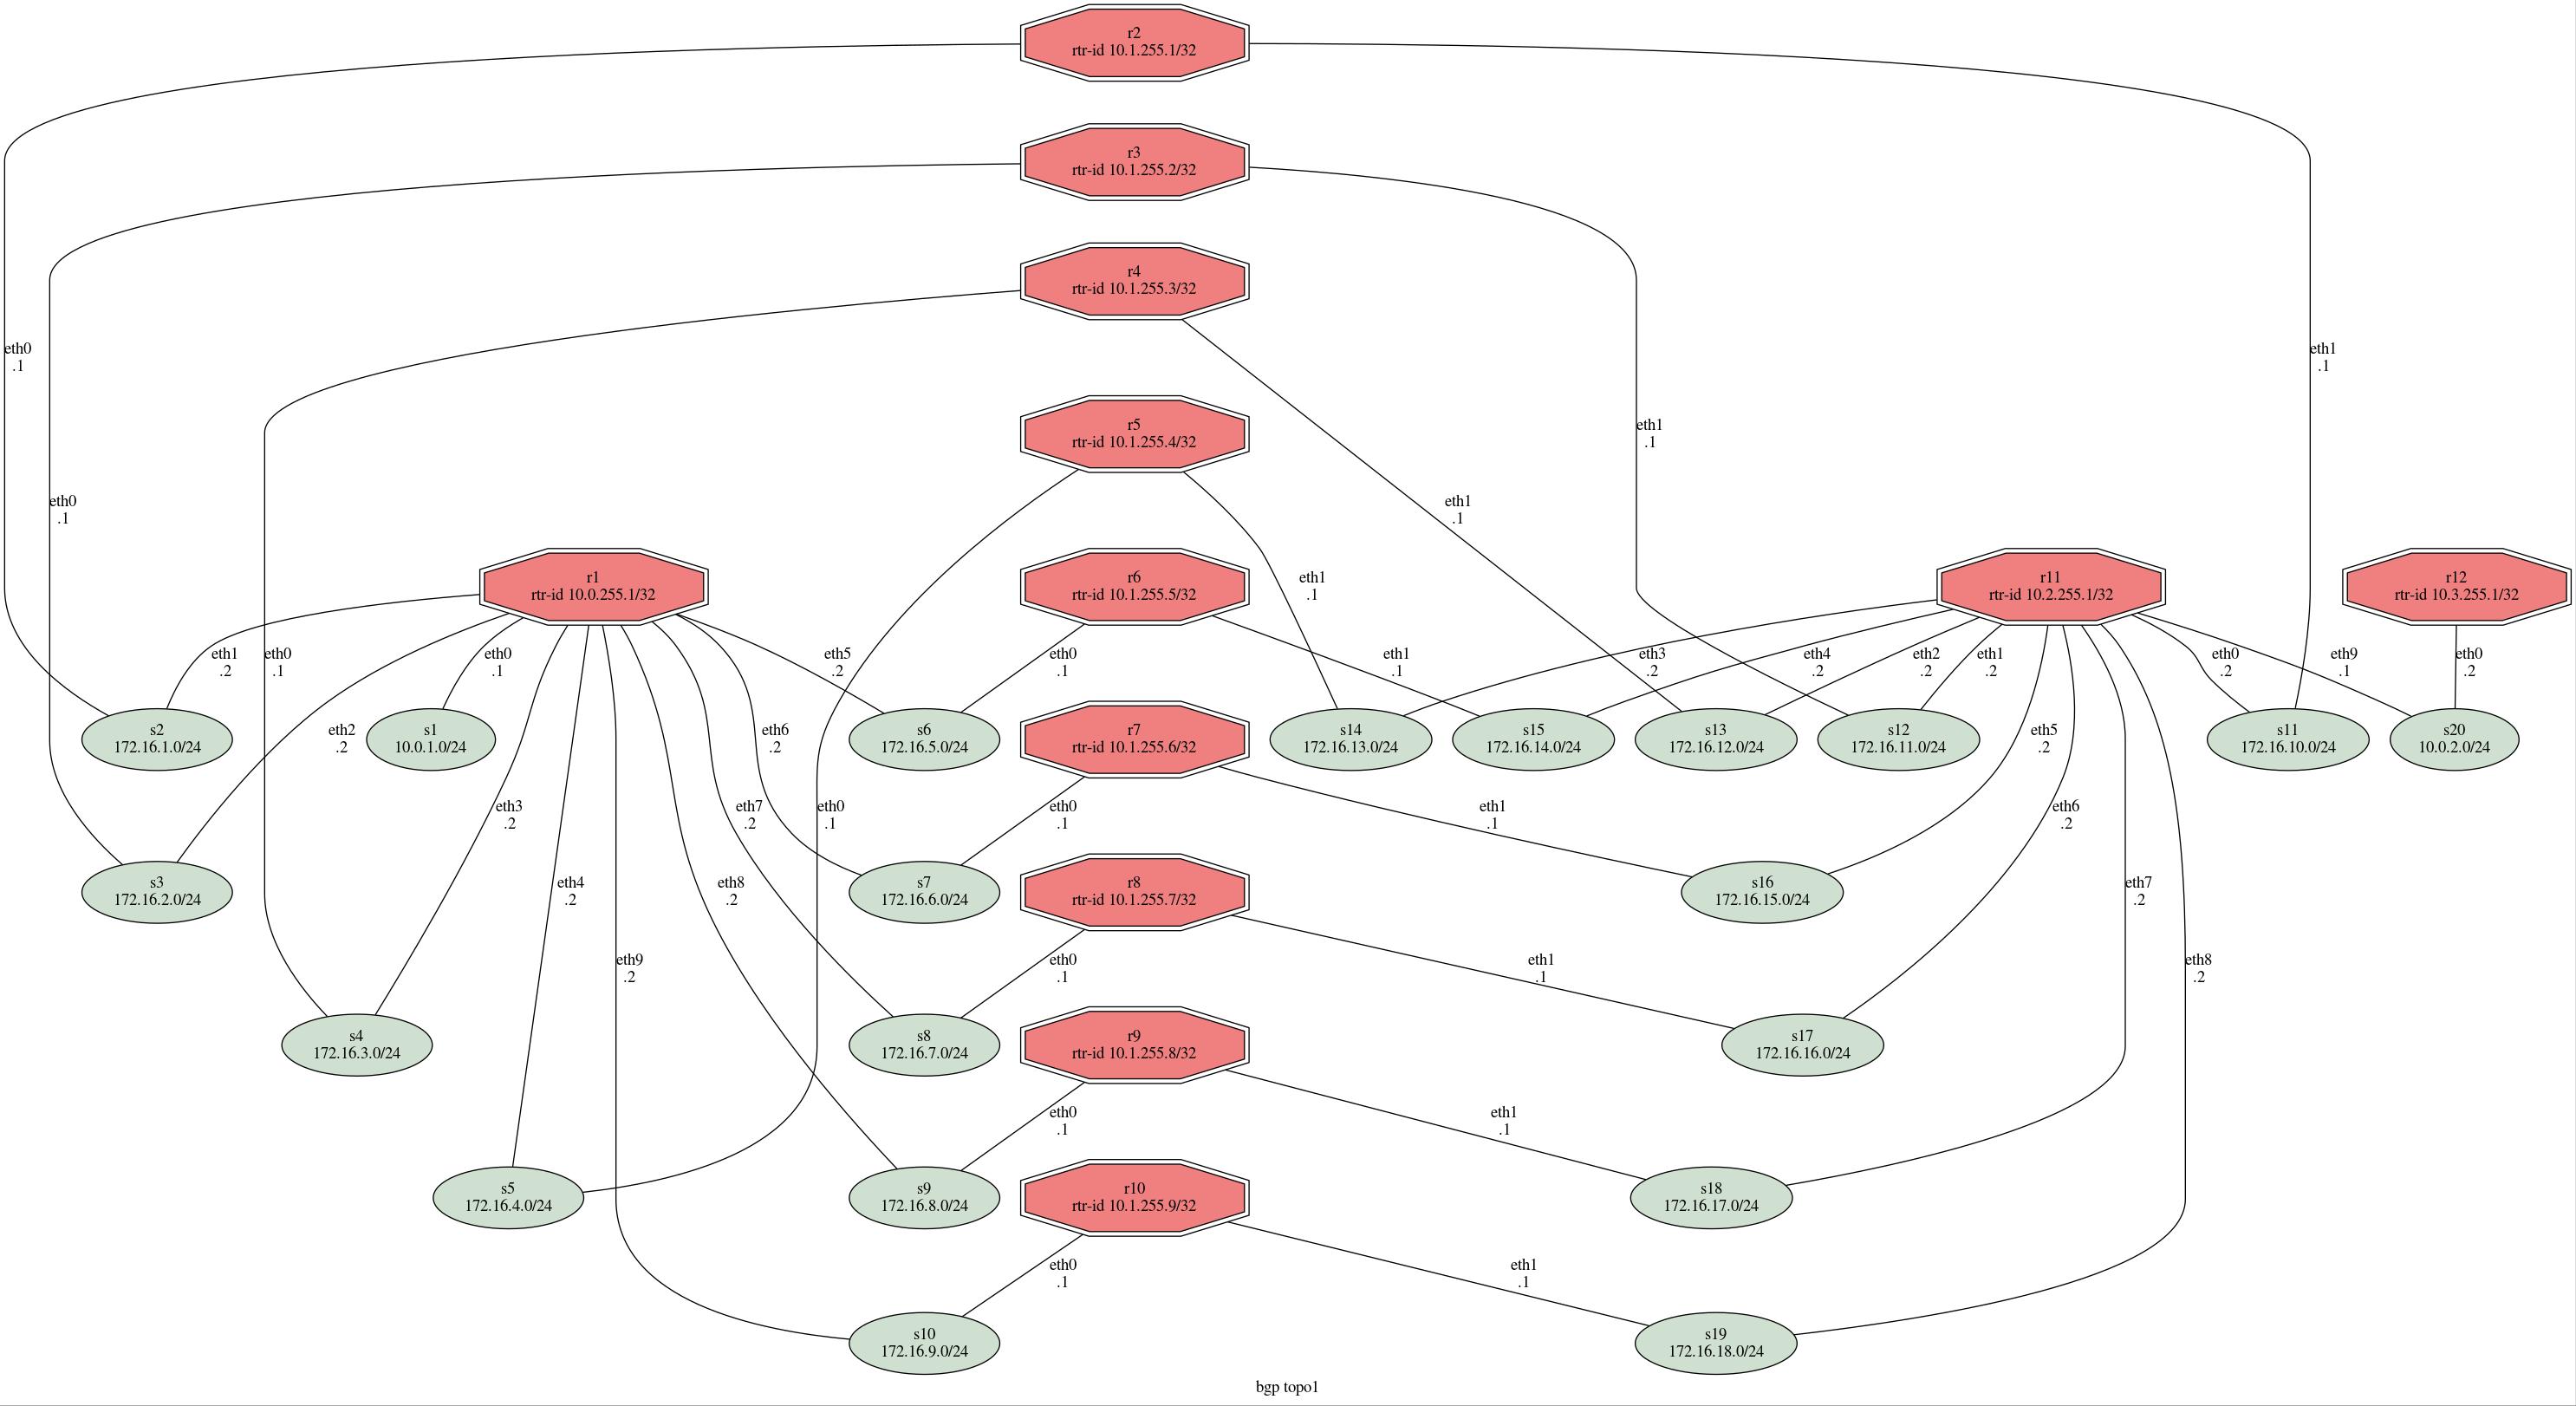 r2
rtr-id 10.1.255.1/32
r3
rtr-id 10.1.255.2/32
r4
rtr-id 10.1.255.3/32
eth0
.1
eth1
.1
r5
rtr-id 10.1.255.4/32
eth1
.1
eth0
.1
eth1
.1
r1
rtr-id 10.0.255.1/32
r6
rtr-id 10.1.255.5/32
eth1
.1
r11
rtr-id 10.2.255.1/32
r12
rtr-id 10.3.255.1/32
eth1
.2
eth0
.1
eth0
.1
eth5
.2
eth0
.1
eth1
.1
eth3
.2
eth4
.2
eth2
.2
eth1
.2
eth0
.2
eth9
.1
eth0
.2
s2
172.16.1.0/24
eth2
.2
s1
10.0.1.0/24
eth6
.2
s6
172.16.5.0/24
r7
rtr-id 10.1.255.6/32
s14
172.16.13.0/24
s15
172.16.14.0/24
s13
172.16.12.0/24
s12
172.16.11.0/24
eth5
.2
s11
172.16.10.0/24
s20
10.0.2.0/24
eth3
.2
eth7
.2
eth0
.1
eth0
.1
eth1
.1
eth6
.2
s3
172.16.2.0/24
eth4
.2
eth8
.2
s7
172.16.6.0/24
r8
rtr-id 10.1.255.7/32
s16
172.16.15.0/24
eth7
.2
eth9
.2
eth0
.1
eth1
.1
eth8
.2
s4
172.16.3.0/24
s8
172.16.7.0/24
r9
rtr-id 10.1.255.8/32
s17
172.16.16.0/24
eth0
.1
eth1
.1
s5
172.16.4.0/24
s9
172.16.8.0/24
r10
rtr-id 10.1.255.9/32
s18
172.16.17.0/24
eth0
.1
eth1
.1
s10
172.16.9.0/24
s19
172.16.18.0/24
bgp topo1